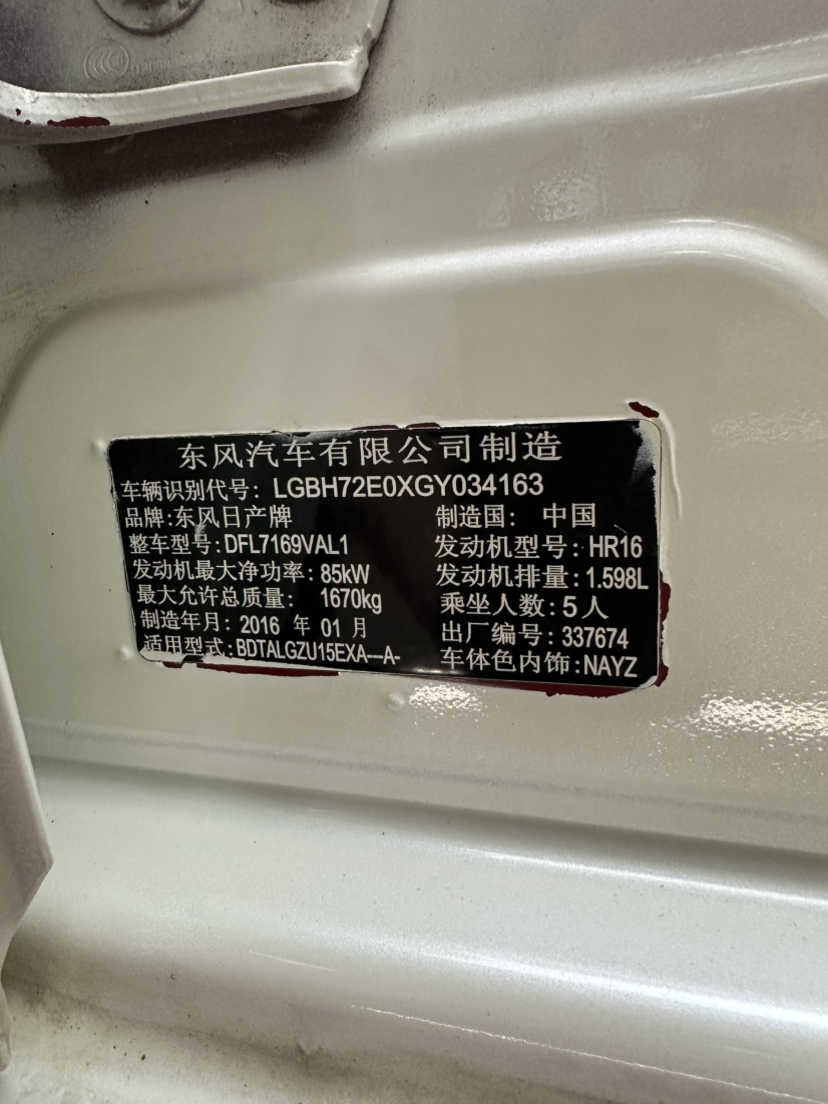 东风汽车有限公司制造
车辆识别代号: LGBH72E0XGY034163
品牌:东风日产牌 制造国: 中国
整车型号:DFL7169VAL1 发动机型号: HR16
发动机最大净功率: 85kW 发动机排量: 1.598L
最大允许总质量: 1670kg 乘坐人数: 5人
制造年月: 2016 年 01 月 出厂编号: 337674
适用型式: BDTALGZU15EXA---A- 车体色内饰: NAYZ